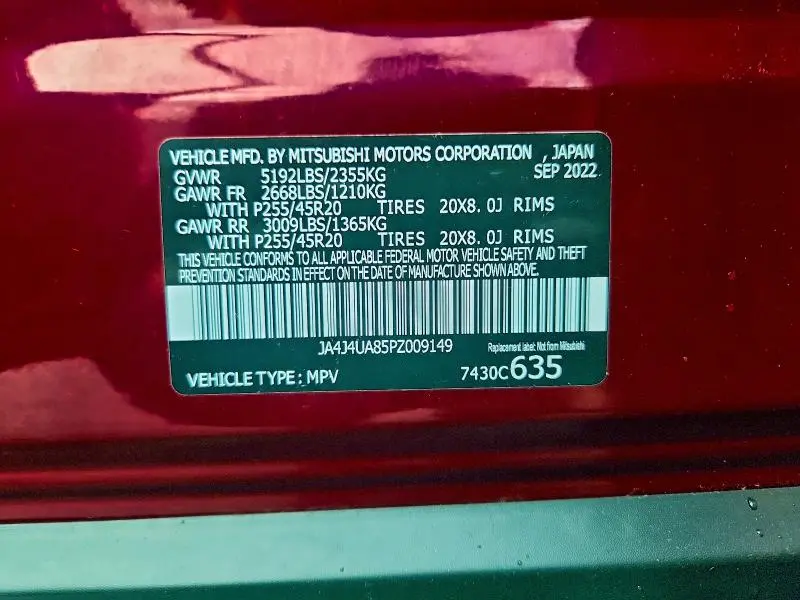 VEHICLE MFD. BY MITSUBISHI MOTORS CORPORATION , JAPAN
GVWR 5192LBS/2355KG SEP 2022
GAWR FR 2668LBS/1210KG
WITH P255/45R20 TIRES 20X8.0J RIMS
GAWR RR 3009LBS/1365KG
WITH P255/45R20 TIRES 20X8.0J RIMS
THIS VEHICLE CONFORMS TO ALL APPLICABLE FEDERAL MOTOR VEHICLE SAFETY AND THEFT
PREVENTION STANDARDS IN EFFECT ON THE DATE OF MANUFACTURE SHOWN ABOVE.
JA4J4UA85PZ009149 Replacement label: Not from Mitsubishi
VEHICLE TYPE: MPV 7430C635